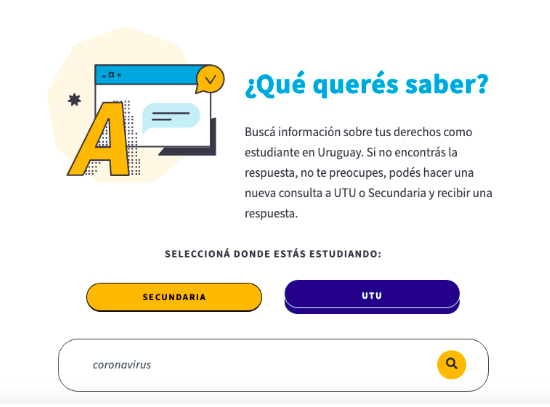 A
¿Qué querés saber?
Buscá información sobre tus derechos como
estudiante en Uruguay. Si no encontrás la
respuesta, no te preocupes, podés hacer una
nueva consulta a UTU o Secundaria y recibir una
respuesta.
SELECCIONÁ DONDE ESTÁS ESTUDIANDO:
SECUNDARIA
UTU
coronavirus